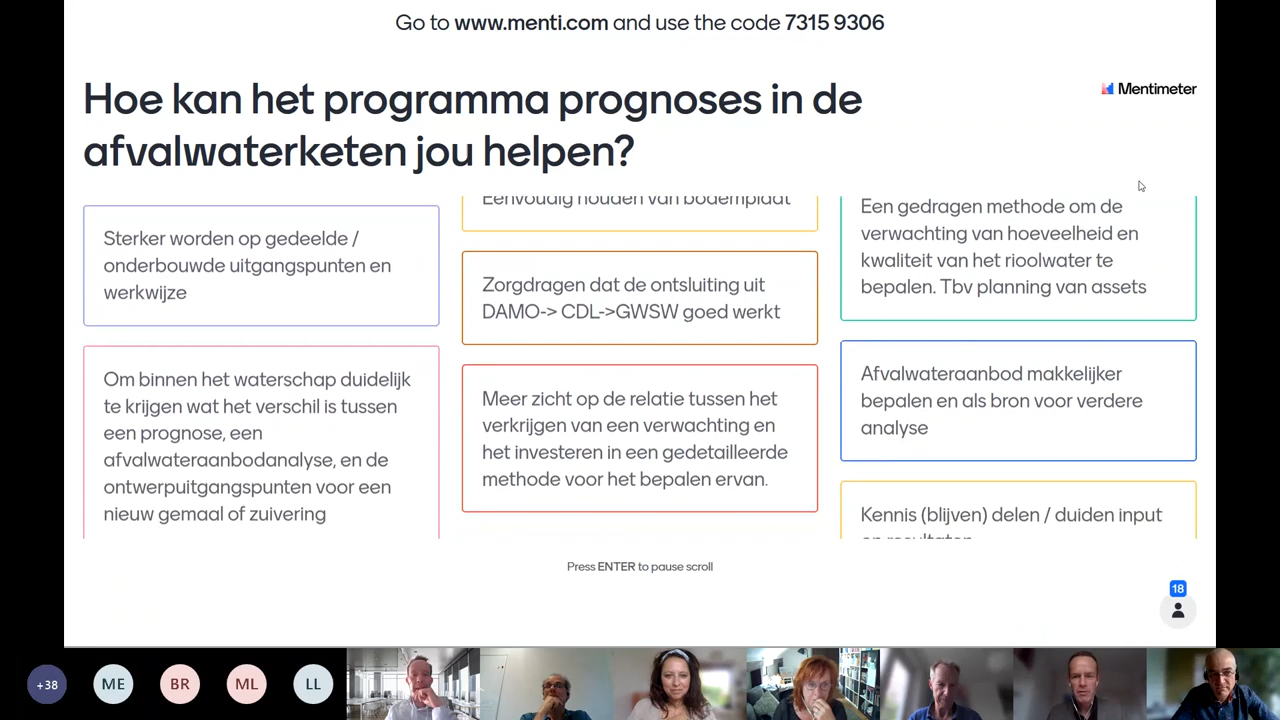 Go to www.menti.com and use the code 7315 9306
Hoe kan het programma prognoses in de
afvalwaterketen jou helpen?
Mentimeter
Sterker worden op gedeelde /
onderbouwde uitgangspunten en
werkwijze
Om binnen het waterschap duidelijk
te krijgen wat het verschil is tussen
een prognose, een
afvalwateraanbodanalyse, en de
ontwerpuitgangspunten voor een
nieuw gemaal of zuivering
Eenvoudig houden van bodemplaat
Zorgdragen dat de ontsluiting uit
DAMO-> CDL->GWSW goed werkt
Meer zicht op de relatie tussen het
verkrijgen van een verwachting en
het investeren in een gedetailleerde
methode voor het bepalen ervan.
Een gedragen methode om de
verwachting van hoeveelheid en
kwaliteit van het rioolwater te
bepalen. Tbv planning van assets
Afvalwateraanbod makkelijker
bepalen en als bron voor verdere
analyse
Kennis (blijven) delen / duiden input
en resultaten
Press ENTER to pause scroll
18
+38
ME
BR
ML
LL